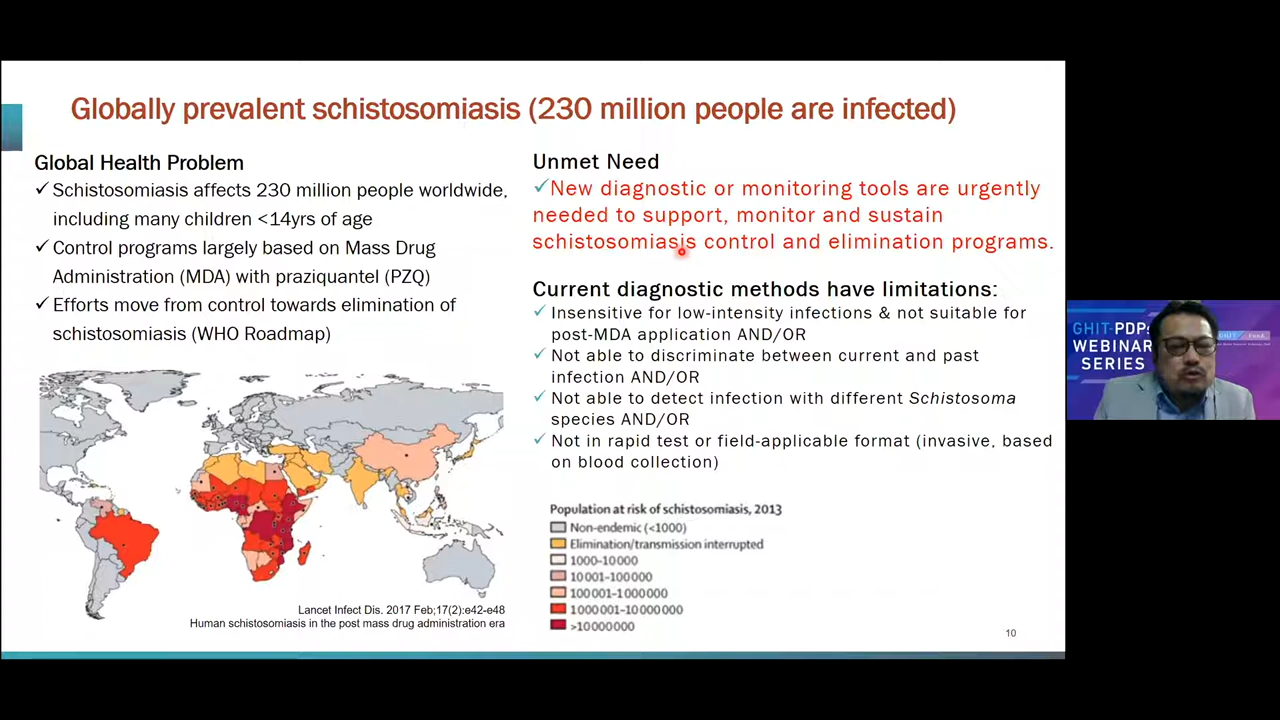 Globally prevalent schistosomiasis (230 million people are infected)
Global Health Problem
✓Schistosomiasis affects 230 million people worldwide,
including many children <14yrs of age
✓Control programs largely based on Mass Drug
Administration (MDA) with praziquantel (PZQ)
✓Efforts move from control towards elimination of
schistosomiasis (WHO Roadmap)
Lancet Infect Dis. 2017 Feb;17(2):e42-e48
Human schistosomiasis in the post mass drug administration era
Unmet Need
✓New diagnostic or monitoring tools are urgently
needed to support, monitor and sustain
schistosomiasis control and elimination programs.
Current diagnostic methods have limitations:
✓Insensitive for low-intensity infections & not suitable for
post-MDA application AND/OR
✓Not able to discriminate between current and past
infection AND/OR
✓Not able to detect infection with different Schistosoma
species AND/OR
✓Not in rapid test or field-applicable format (invasive, based
on blood collection)
Population at risk of schistosomiasis, 2013
Non-endemic (<1000)
Elimination/transmission interrupted
1000–10000
10001–100000
100001–1000000
1000001–10000000
>10000000
10
GHIT-PDPs
WEBINAR
SERIES